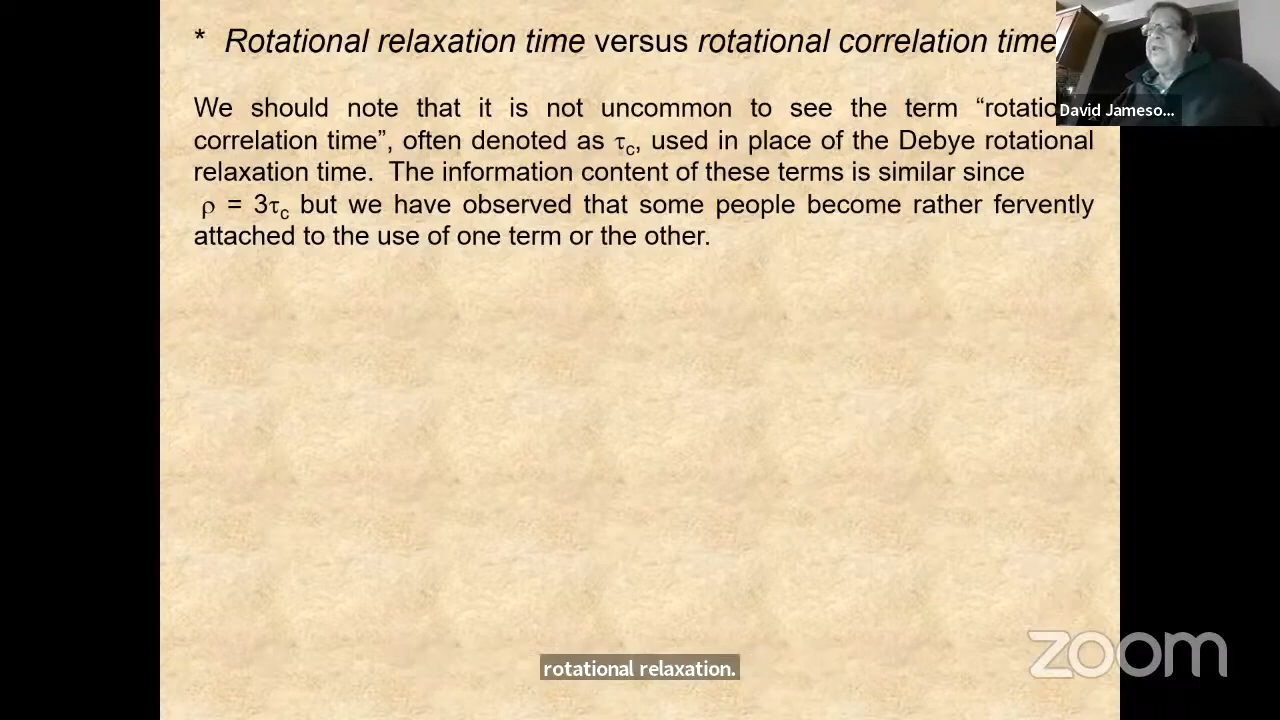 * Rotational relaxation time versus rotational correlation time
David Jameso...
We should note that it is not uncommon to see the term “rotatio
correlation time”, often denoted as τc, used in place of the Debye rotational
relaxation time. The information content of these terms is similar since
ρ = 3τc but we have observed that some people become rather fervently
attached to the use of one term or the other.
zoom
rotational relaxation.